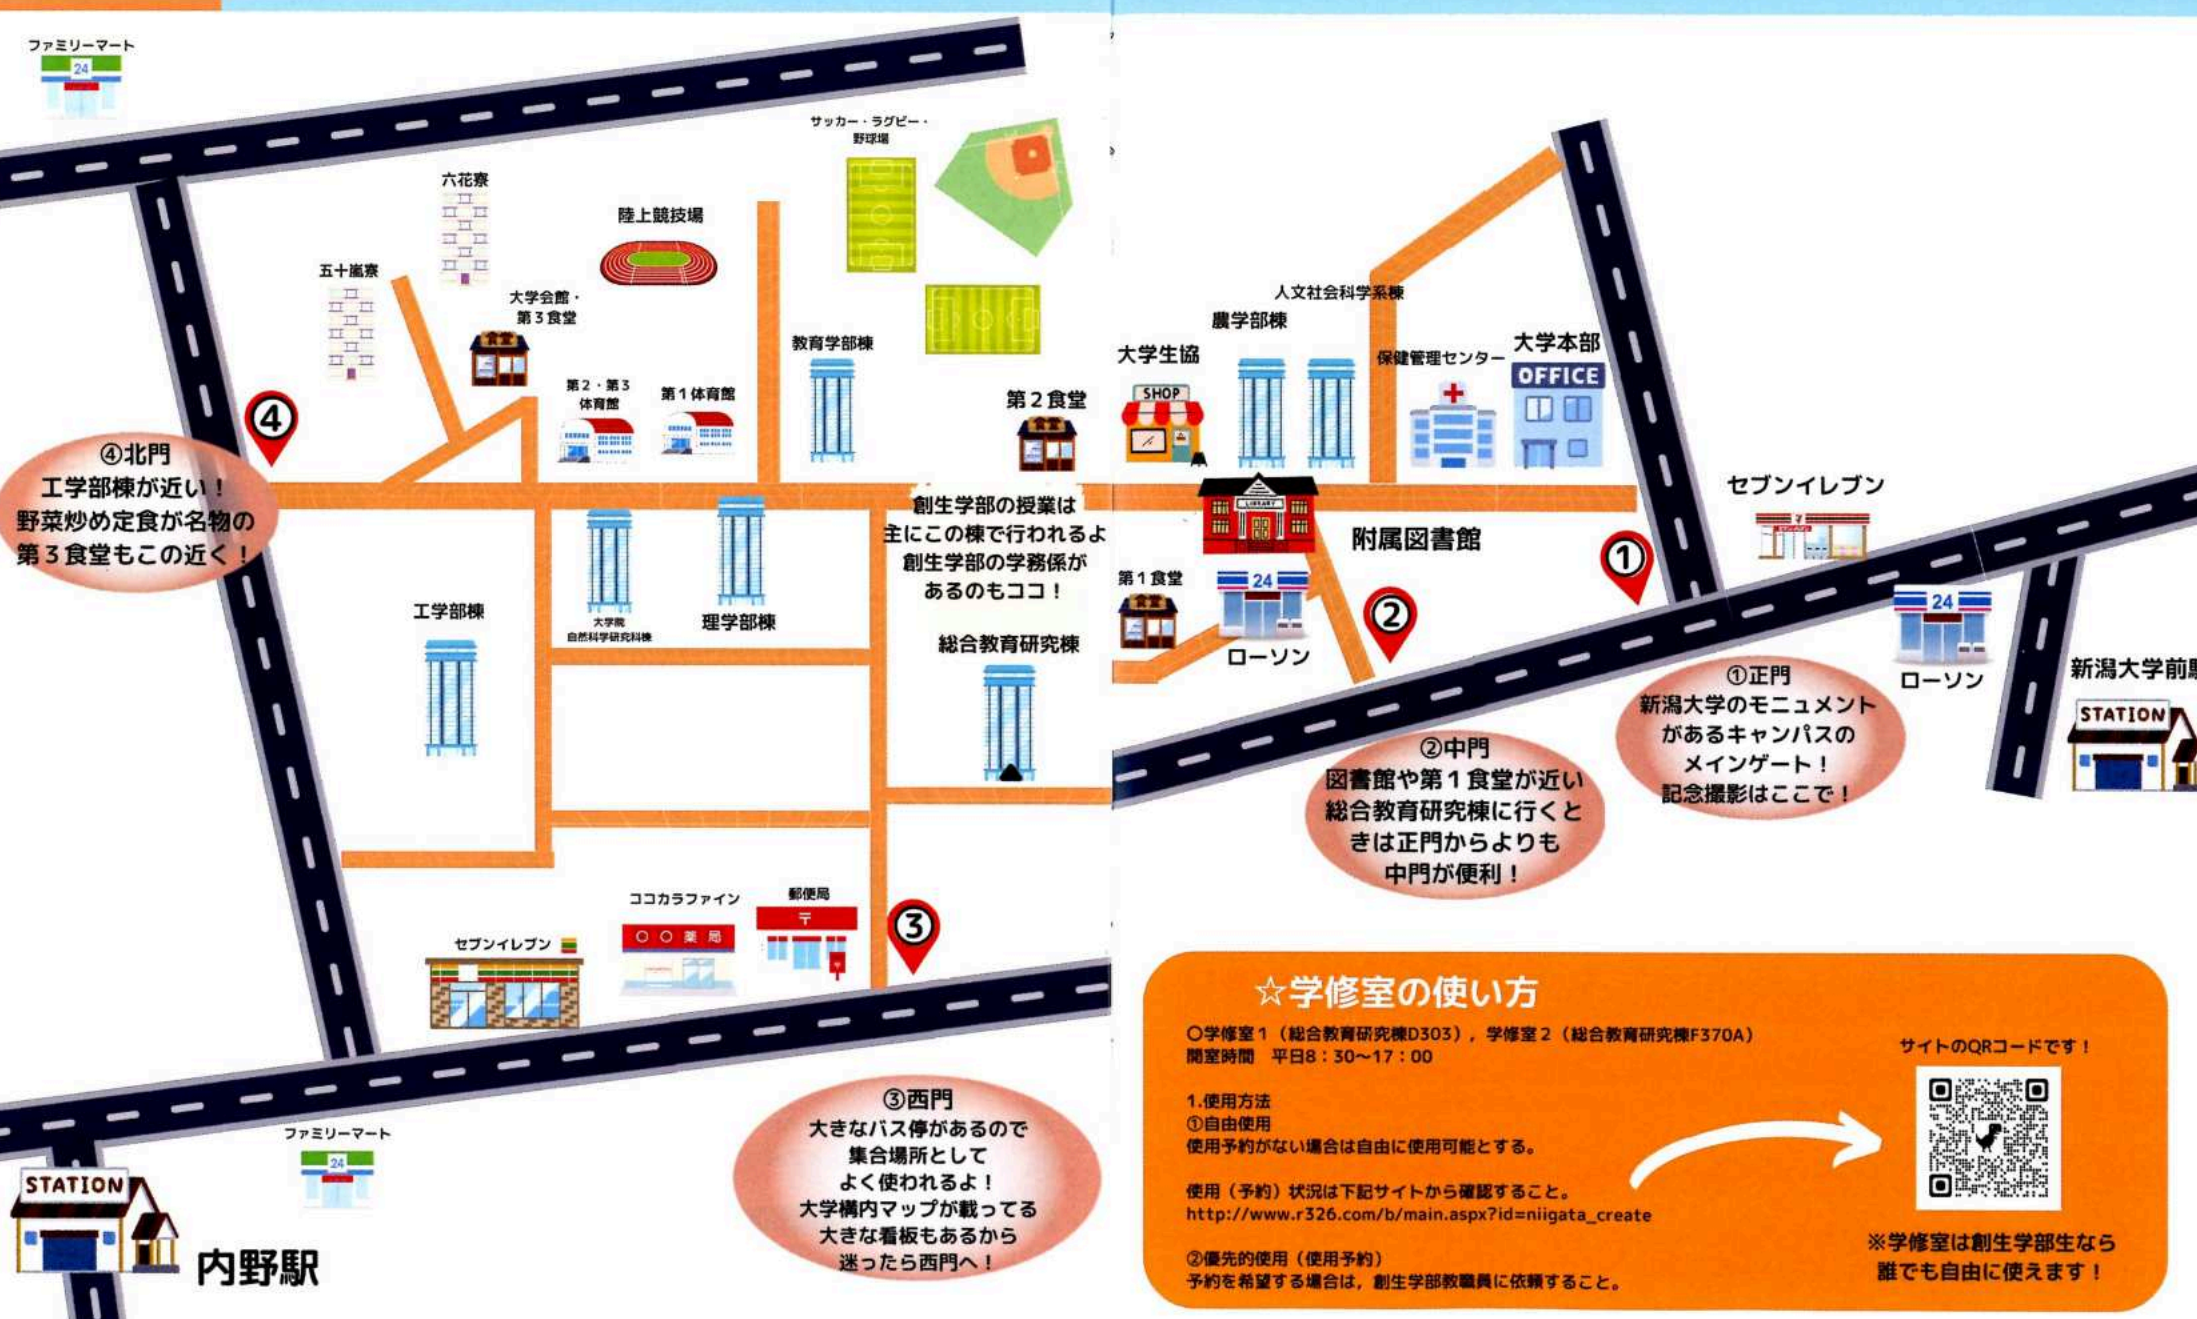 ファミリーマート
24
六花寮
五十嵐寮
大学会館・
第3食堂
食堂
陸上競技場
サッカー・ラグビー・
野球場
第2・第3
体育館
第1体育館
教育学部棟
第2食堂
食堂
④
④北門
工学部棟が近い！
野菜炒め定食が名物の
第3食堂もこの近く！
工学部棟
大学院
自然科学研究科棟
理学部棟
創生学部の授業は
主にこの棟で行われるよ
創生学部の学務係が
あるのもココ！
総合教育研究棟
セブンイレブン
ココカラファイン
〇〇薬局
郵便局
〒
③
③西門
大きなバス停があるので
集合場所として
よく使われるよ！
大学構内マップが載ってる
大きな看板もあるから
迷ったら西門へ！
ファミリーマート
24
STATION
内野駅
大学生協
SHOP
農学部棟
人文社会科学系棟
保健管理センター
大学本部
OFFICE
LIBRARY
附属図書館
第1食堂
食堂
24
ローソン
②
①
セブンイレブン
7
24
ローソン
新潟大学前駅
STATION
①正門
新潟大学のモニュメント
があるキャンパスの
メインゲート！
記念撮影はここで！
②中門
図書館や第1食堂が近い
総合教育研究棟に行くと
きは正門からよりも
中門が便利！
☆学修室の使い方
〇学修室1（総合教育研究棟D303），学修室2（総合教育研究棟F370A）
開室時間　平日8：30〜17：00
1.使用方法
①自由使用
使用予約がない場合は自由に使用可能とする。
使用（予約）状況は下記サイトから確認すること。
http://www.r326.com/b/main.aspx?id=niigata_create
②優先的使用（使用予約）
予約を希望する場合は，創生学部教職員に依頼すること。
サイトのQRコードです！
※学修室は創生学部生なら
誰でも自由に使えます！